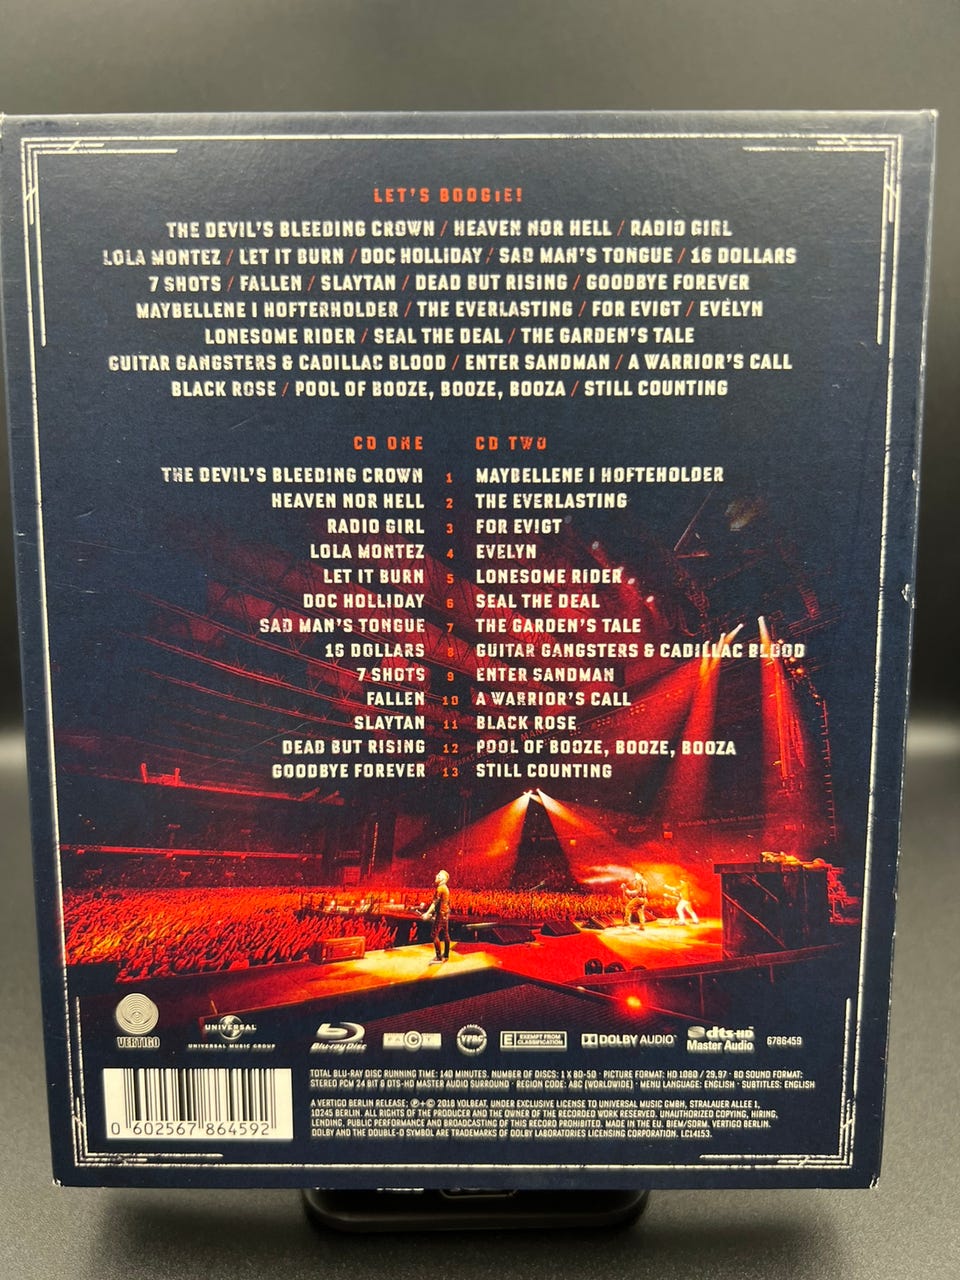 LET'S BOOGIE!
THE DEVIL'S BLEEDING CROWN / HEAVEN NOR HELL / RADIO GIRL
LOLA MONTEZ / LET IT BURN / DOC HOLLIDAY / SAD MAN'S TONGUE / 16 DOLLARS
7 SHOTS / FALLEN / SLAYTAN / DEAD BUT RISING / GOODBYE FOREVER
MAYBELLENE I HOFTERHOLDER / THE EVERLASTING / FOR EVIGT / EVELYN
LONESOME RIDER / SEAL THE DEAL / THE GARDEN'S TALE
GUITAR GANGSTERS & CADILLAC BLOOD / ENTER SANDMAN / A WARRIOR'S CALL
BLACK ROSE / POOL OF BOOZE, BOOZE, BOOZA / STILL COUNTING
CD ONE CD TWO
THE DEVIL'S BLEEDING CROWN 1 MAYBELLENE I HOFTEHOLDER
HEAVEN NOR HELL 2 THE EVERLASTING
RADIO GIRL 3 FOR EVIGT
LOLA MONTEZ 4 EVELYN
LET IT BURN 5 LONESOME RIDER
DOC HOLLIDAY 6 SEAL THE DEAL
SAD MAN'S TONGUE 7 THE GARDEN'S TALE
16 DOLLARS 8 GUITAR GANGSTERS & CADILLAC BLOOD
7 SHOTS 9 ENTER SANDMAN
FALLEN 10 A WARRIOR'S CALL
SLAYTAN 11 BLACK ROSE
DEAD BUT RISING 12 POOL OF BOOZE, BOOZE, BOOZA
GOODBYE FOREVER 13 STILL COUNTING
VERTIGO
UNIVERSAL
UNIVERSAL MUSIC GROUP
Blu-ray Disc
VPRC
E EXEMPT FROM CLASSIFICATION
DOLBY AUDIO
dts-HD Master Audio
6786459
TOTAL BLU-RAY DISC RUNNING TIME: 140 MINUTES. NUMBER OF DISCS: 1 X BD-50 · PICTURE FORMAT: HD 1080 / 29,97 · BD SOUND FORMAT:
STEREO PCM 24 BIT & DTS-HD MASTER AUDIO SURROUND · REGION CODE: ABC (WORLDWIDE) · MENU LANGUAGE: ENGLISH · SUBTITLES: ENGLISH
A VERTIGO BERLIN RELEASE; ℗+© 2018 VOLBEAT, UNDER EXCLUSIVE LICENSE TO UNIVERSAL MUSIC GMBH, STRALAUER ALLEE 1,
10245 BERLIN. ALL RIGHTS OF THE PRODUCER AND THE OWNER OF THE RECORDED WORK RESERVED. UNAUTHORIZED COPYING, HIRING,
LENDING, PUBLIC PERFORMANCE AND BROADCASTING OF THIS RECORD PROHIBITED. MADE IN THE EU. BIEM/SDRM. VERTIGO BERLIN.
DOLBY AND THE DOUBLE-D SYMBOL ARE TRADEMARKS OF DOLBY LABORATORIES LICENSING CORPORATION. LC14153.
0 602567 864592